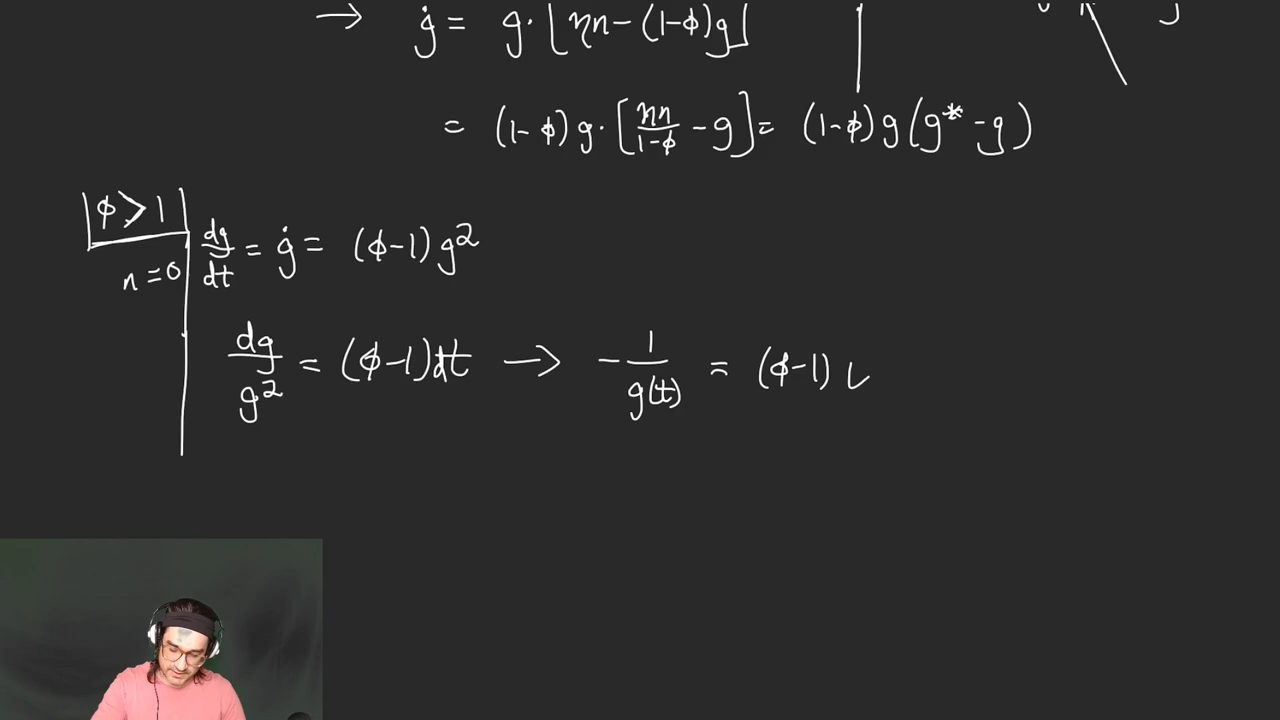 → ġ = g·[ηn − (1−ϕ)g]
= (1−ϕ)g·[ηn/(1−ϕ) − g] = (1−ϕ)g(g* − g)
ϕ > 1
n = 0
dg/dt = ġ = (ϕ−1)g²
dg/g² = (ϕ−1)dt → −1/g(t) = (ϕ−1)